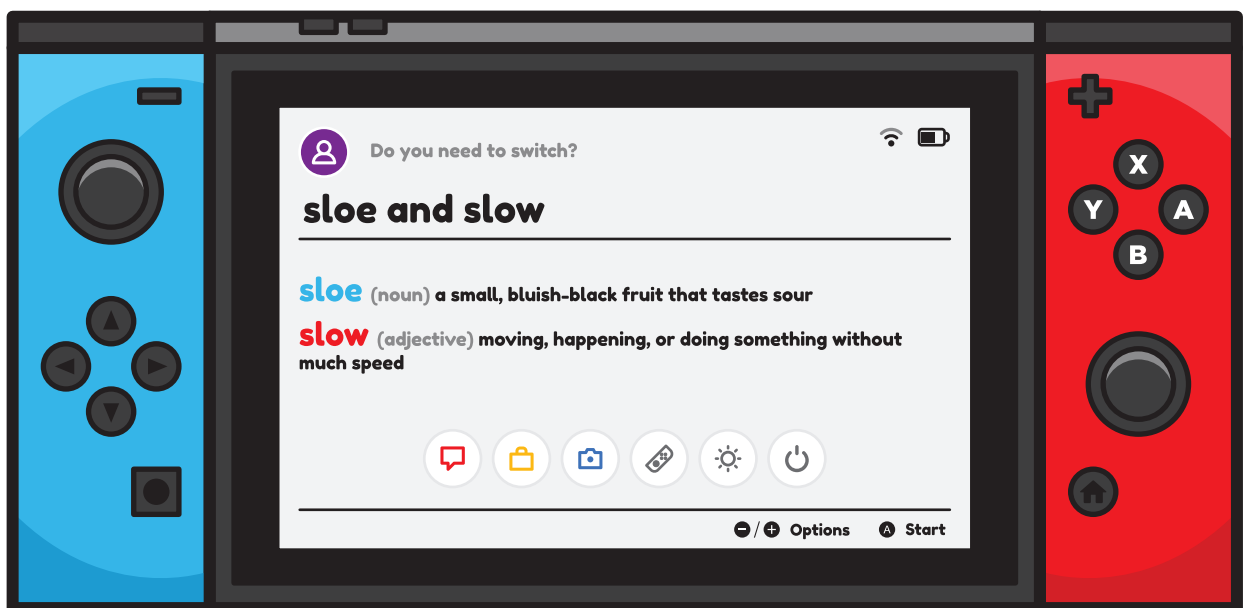 Do you need to switch?
sloe and slow
sloe (noun) a small, bluish-black fruit that tastes sour
slow (adjective) moving, happening, or doing something without
much speed
X
Y A
B
/ Options A Start